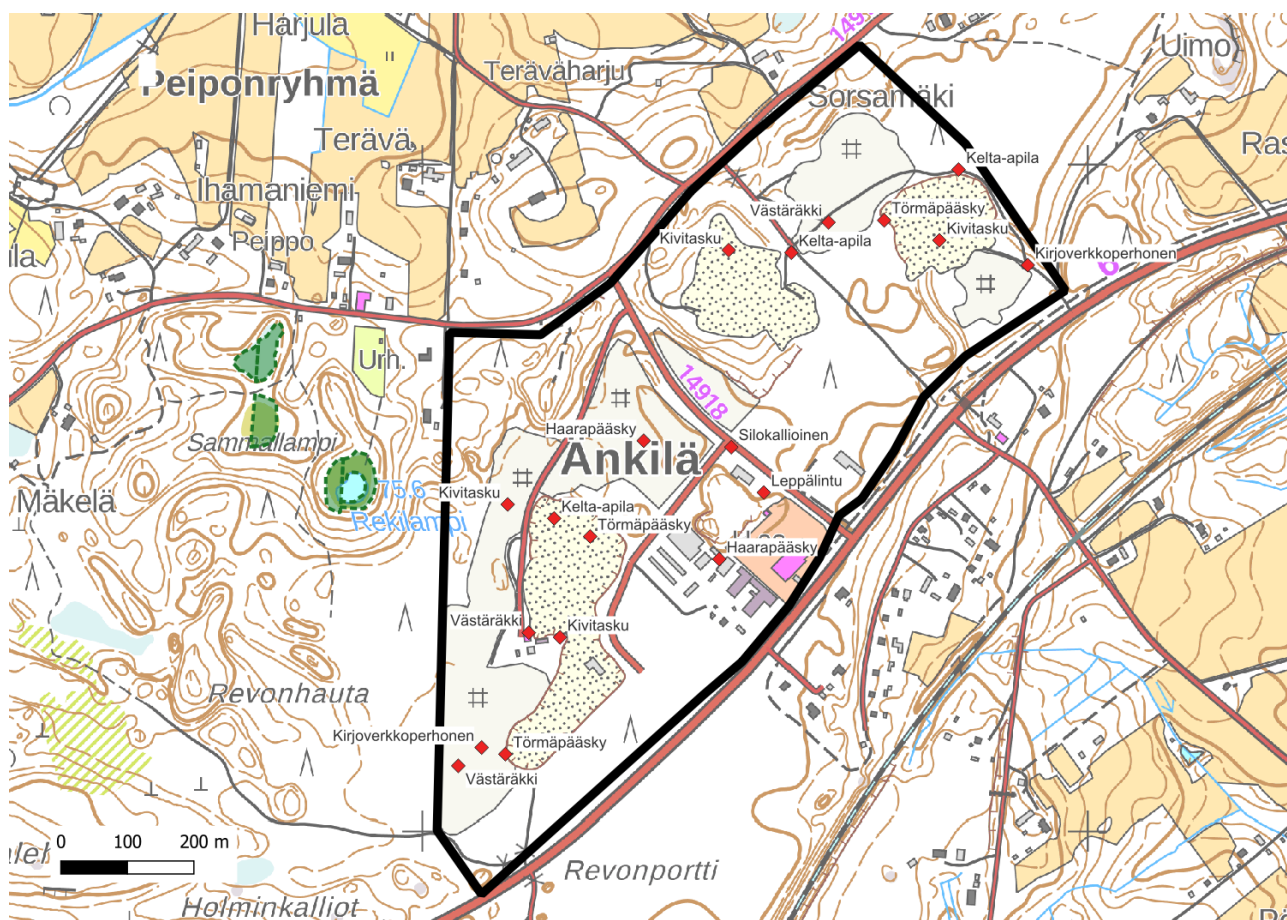 Harjula
149
Uimo
Peiponryhmä
Teräväharju
Sorsamäki
Terävä
Ras
Kelta-apila
Ihamaniemi
Västäräkki
Törmäpääsky
Peippo
Kivitasku
Kelta-apila
Kivitasku
Kirjoverkkoperhonen
6
Urh.
14918
Haarapääsky
Silokallioinen
Sammallampi
Ankilä
Leppälintu
75.6
Mäkelä
Kivitasku
Rekilampi
Kelta-apila
Törmäpääsky
Haarapääsky
Västäräkki
Kivitasku
Revonhauta
Kirjoverkkoperhonen
Törmäpääsky
Västäräkki
0 100 200 m
Revonportti
Holminkalliot